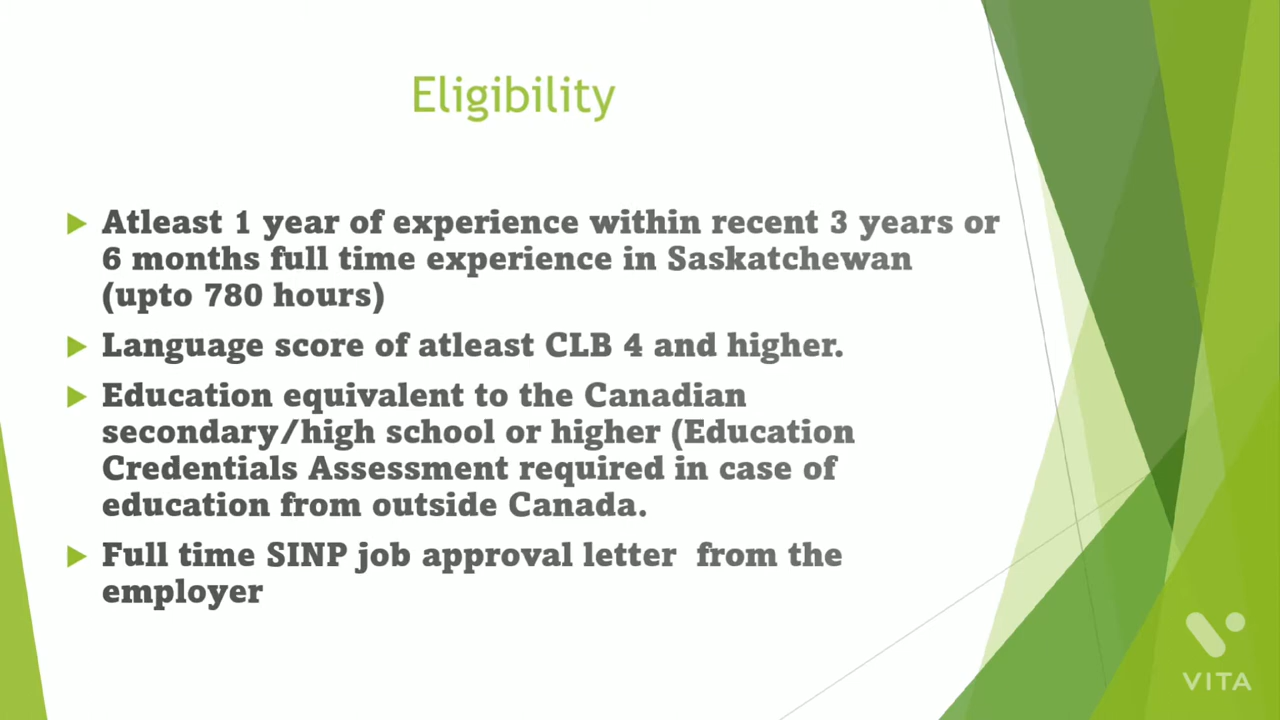 Eligibility
Atleast 1 year of experience within recent 3 years or
6 months full time experience in Saskatchewan
(upto 780 hours)
Language score of atleast CLB 4 and higher.
Education equivalent to the Canadian
secondary/high school or higher (Education
Credentials Assessment required in case of
education from outside Canada.
Full time SINP job approval letter  from the
employer
VITA